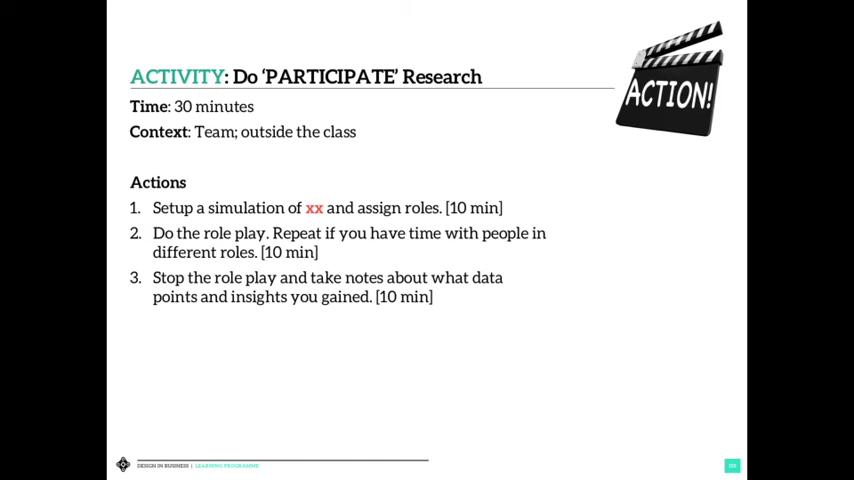 ACTION!
ACTIVITY: Do ‘PARTICIPATE’ Research
Time: 30 minutes
Context: Team; outside the class
Actions
1. Setup a simulation of xx and assign roles. [10 min]
2. Do the role play. Repeat if you have time with people in
different roles. [10 min]
3. Stop the role play and take notes about what data
points and insights you gained. [10 min]
DESIGN IN BUSINESS | LEARNING PROGRAMME